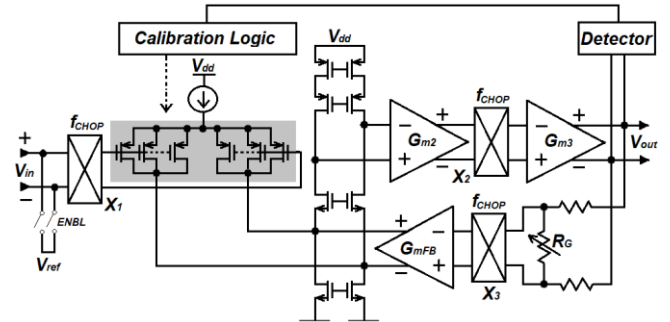 Calibration Logic
Detector
Vdd
Vdd
fCHOP
fCHOP
+
Vin
−
X1
ENBL
Vref
−
+
Gm2
+
−
X2
−
+
Gm3
+
−
Vout
fCHOP
+
−
GmFB
−
+
X3
RG